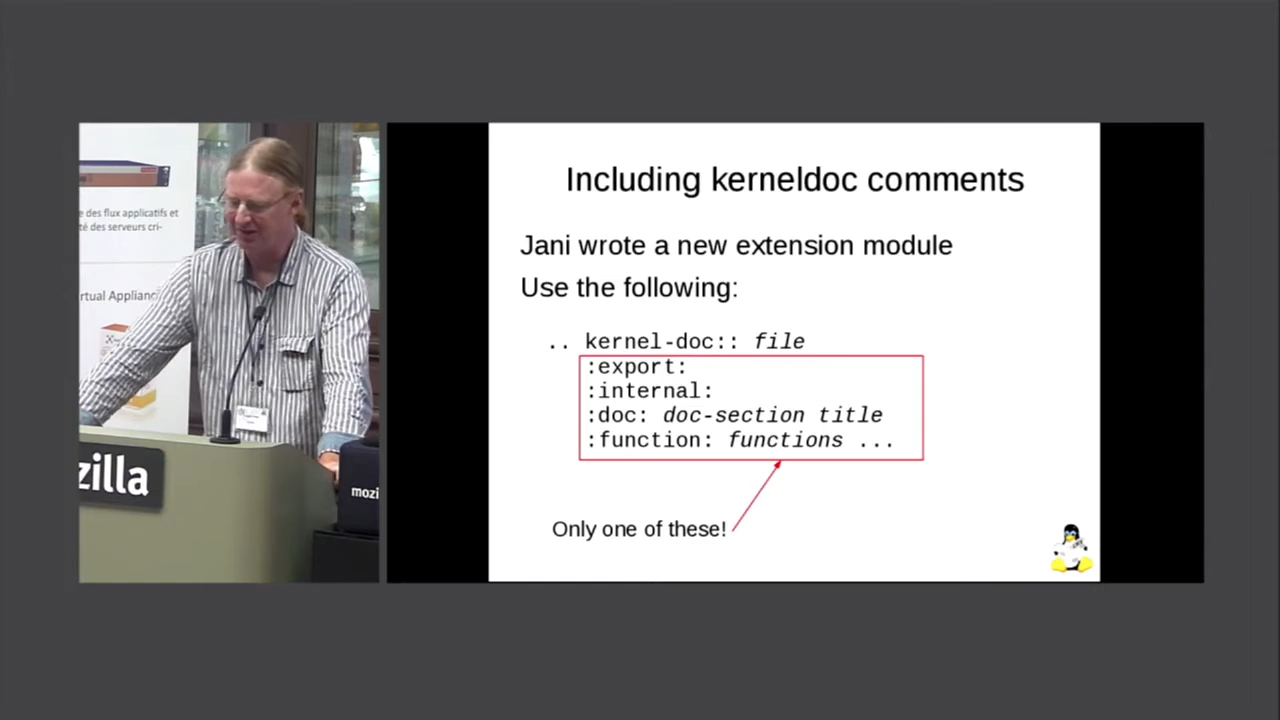 e des flux applicatifs et
té des serveurs cri-
rtual Applianc
zilla
mozi
Including kerneldoc comments
Jani wrote a new extension module
Use the following:
.. kernel-doc:: file
:export:
:internal:
:doc: doc-section title
:function: functions ...
Only one of these!